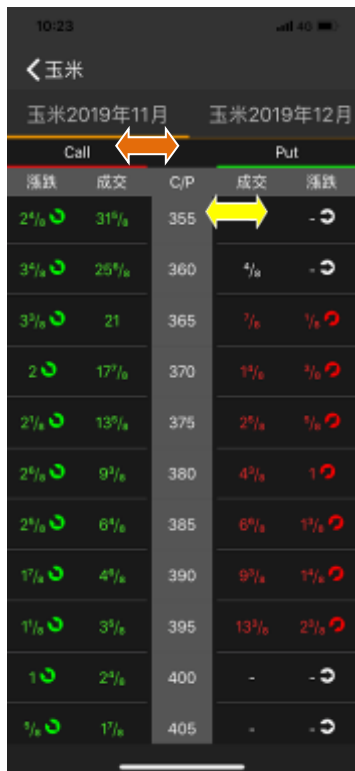 10:23 4G
玉米
玉米2019年11月 玉米2019年12月
Call Put
漲跌 成交 C/P 成交 漲跌
2⁴/₈ 31⁵/₈ 355 -
3⁴/₈ 25⁶/₈ 360 ⁴/₈ -
3³/₈ 21 365 ⁷/₈ ¹/₈
2 17⁷/₈ 370 1⁴/₈ ³/₈
2¹/₈ 13⁵/₈ 375 2⁵/₈ ⁵/₈
2⁶/₈ 9³/₈ 380 4³/₈ 1
2⁵/₈ 6⁴/₈ 385 6⁶/₈ 1³/₈
1⁷/₈ 4⁶/₈ 390 9³/₈ 1⁴/₈
1¹/₈ 3⁵/₈ 395 13³/₈ 2³/₈
1 2⁴/₈ 400 - -
⁵/₈ 1⁷/₈ 405 - -